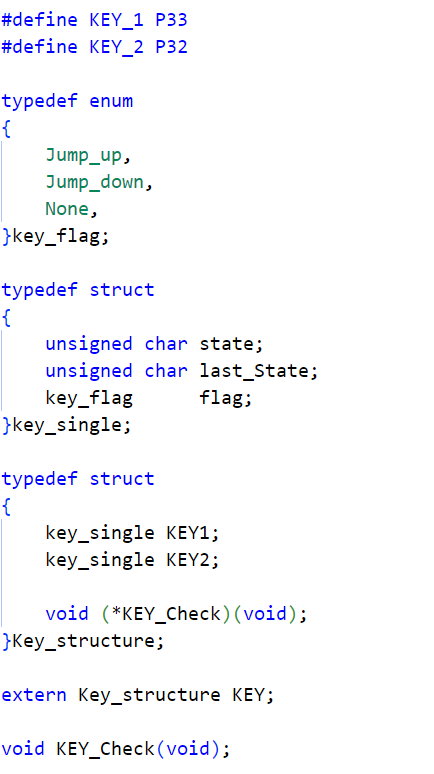 #define KEY_1 P33
#define KEY_2 P32
typedef enum
{
    Jump_up,
    Jump_down,
    None,
}key_flag;
typedef struct
{
    unsigned char state;
    unsigned char last_State;
    key_flag      flag;
}key_single;
typedef struct
{
    key_single KEY1;
    key_single KEY2;
    void (*KEY_Check)(void);
}Key_structure;
extern Key_structure KEY;
void KEY_Check(void);